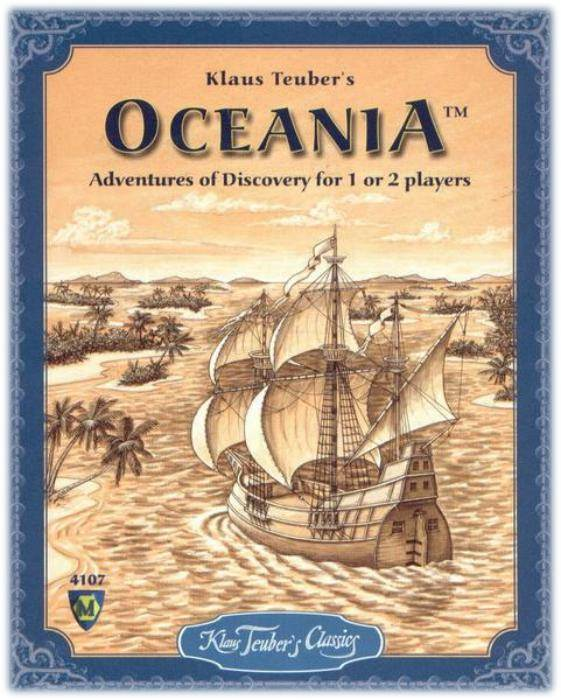 Klaus Teuber's
OCEANIA™
Adventures of Discovery for 1 or 2 players
4107
M
Klaus Teuber's Classics